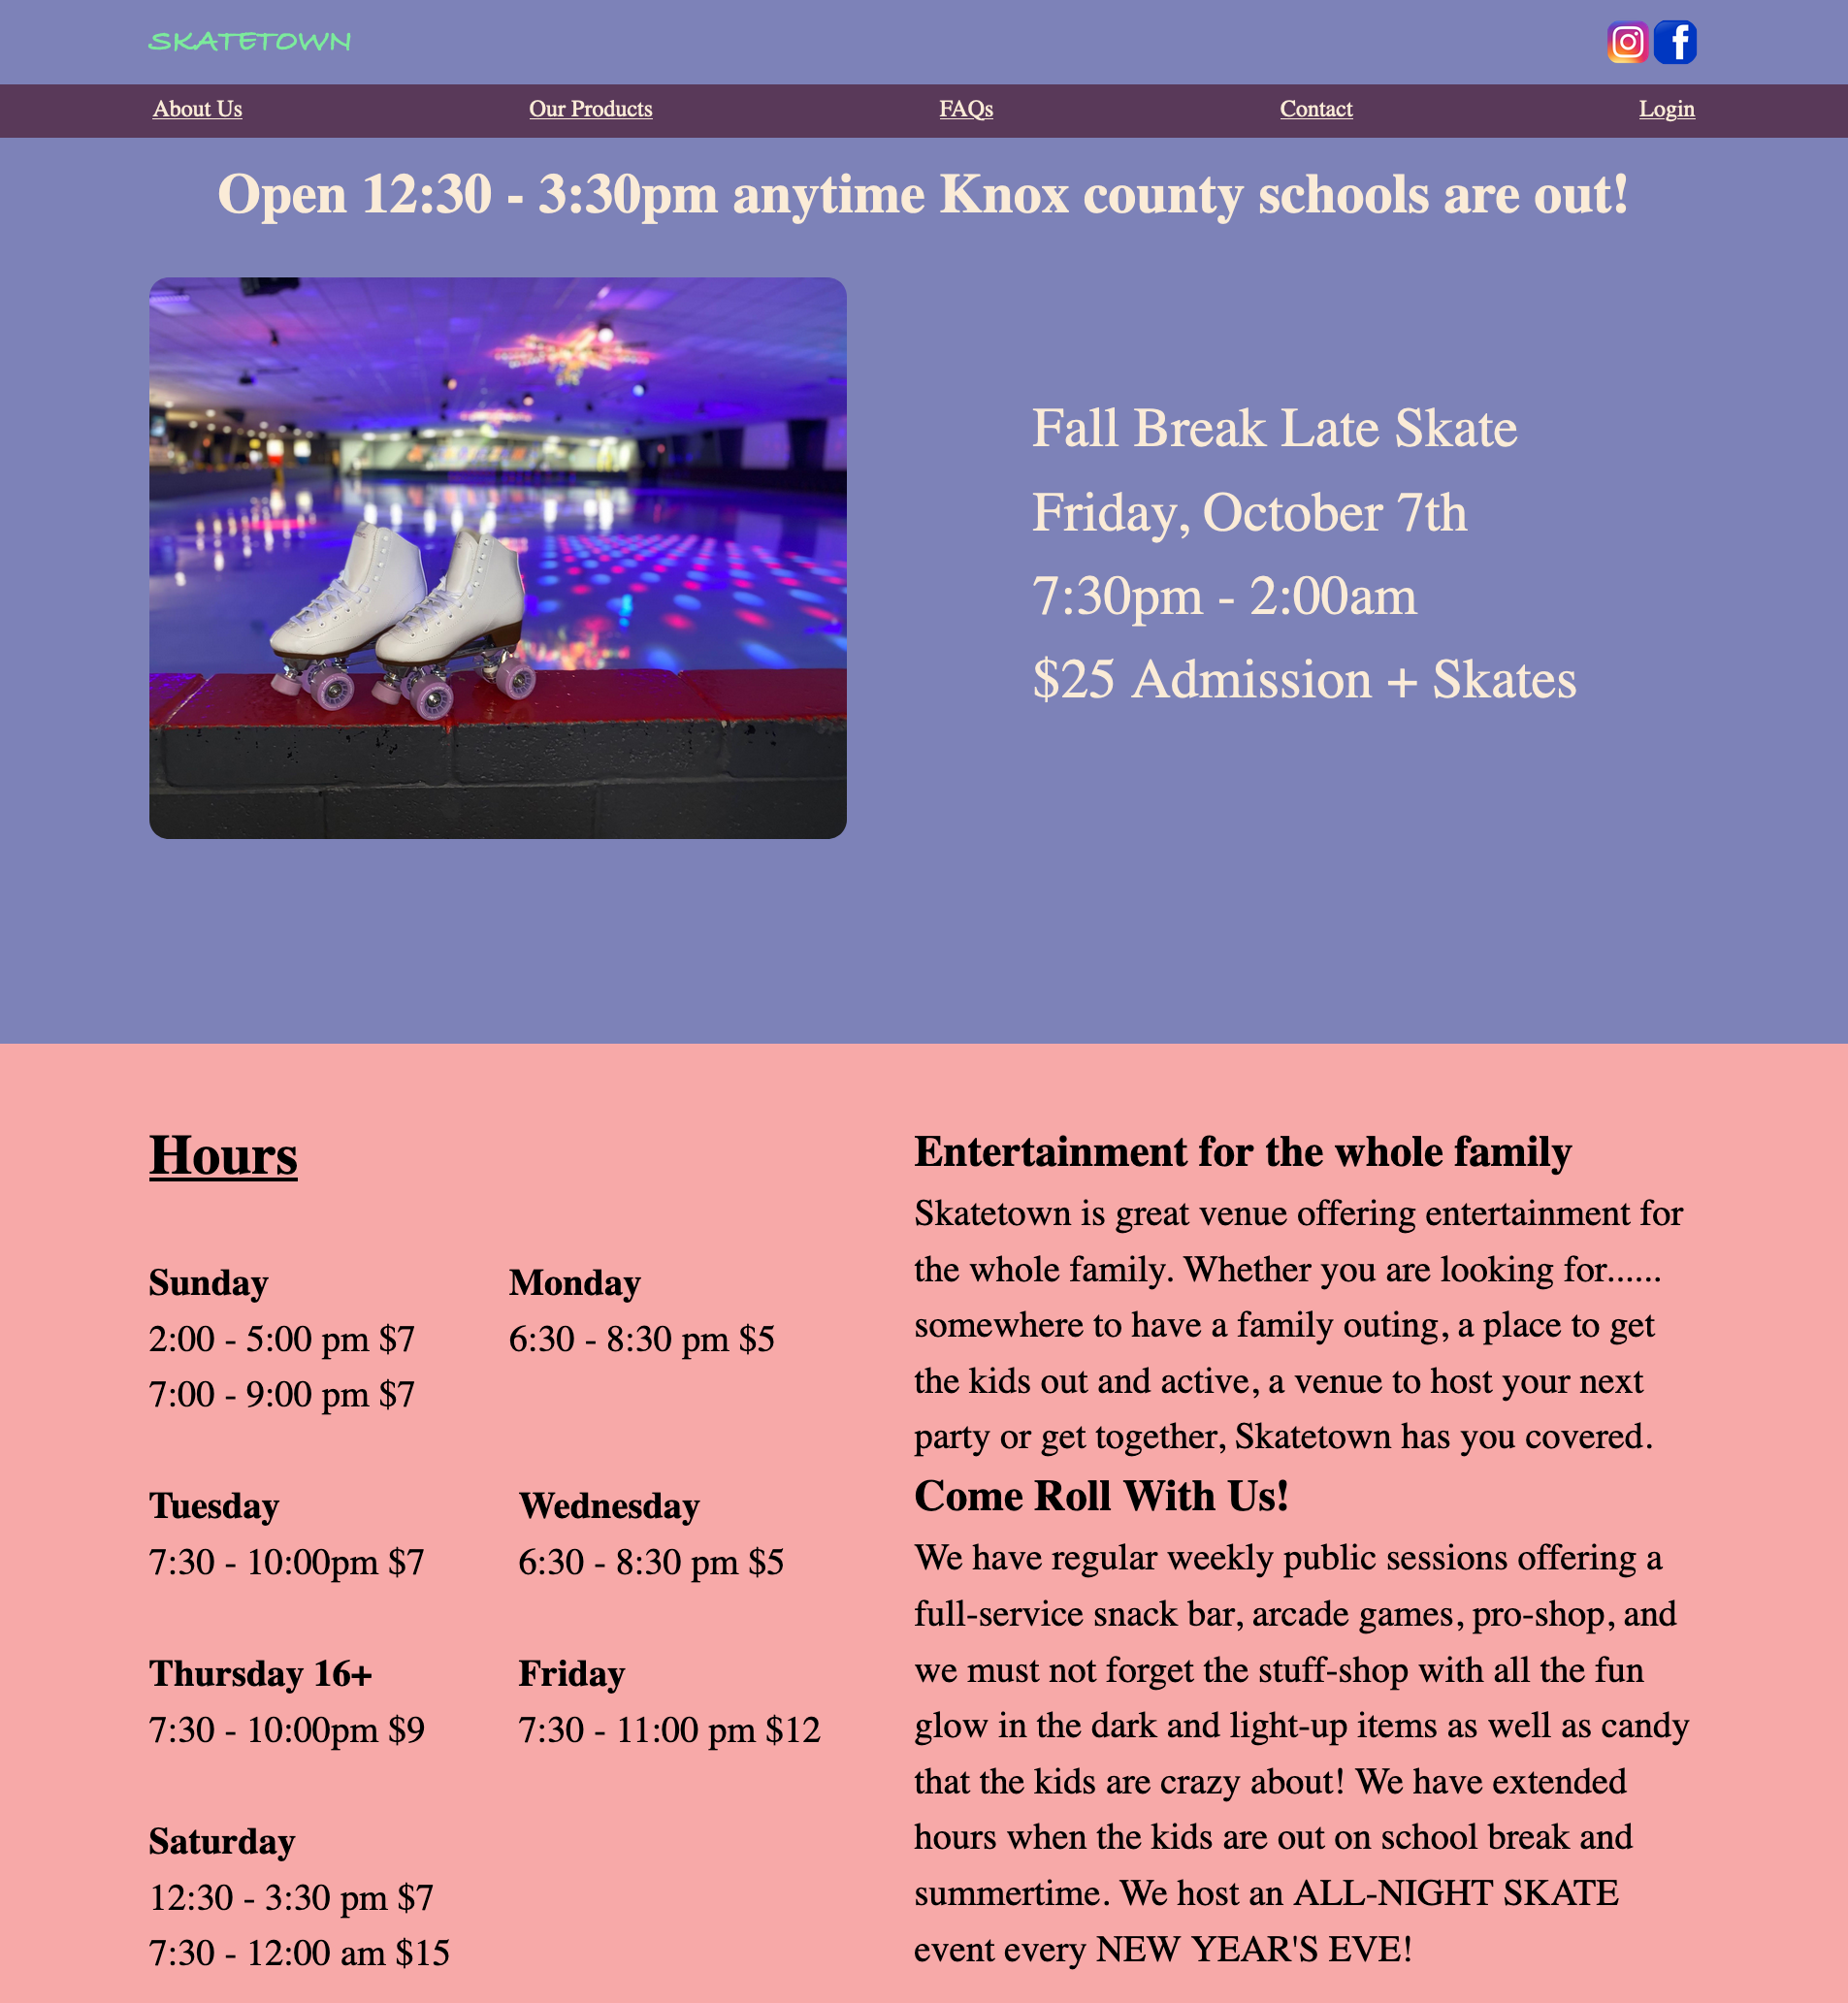 SKATETOWN
About Us Our Products FAQs Contact Login
Open 12:30 - 3:30pm anytime Knox county schools are out!
Fall Break Late Skate
Friday, October 7th
7:30pm - 2:00am
$25 Admission + Skates
Hours
Sunday
2:00 - 5:00 pm $7
7:00 - 9:00 pm $7
Monday
6:30 - 8:30 pm $5
Tuesday
7:30 - 10:00pm $7
Wednesday
6:30 - 8:30 pm $5
Thursday 16+
7:30 - 10:00pm $9
Friday
7:30 - 11:00 pm $12
Saturday
12:30 - 3:30 pm $7
7:30 - 12:00 am $15
Entertainment for the whole family
Skatetown is great venue offering entertainment for
the whole family. Whether you are looking for......
somewhere to have a family outing, a place to get
the kids out and active, a venue to host your next
party or get together, Skatetown has you covered.
Come Roll With Us!
We have regular weekly public sessions offering a
full-service snack bar, arcade games, pro-shop, and
we must not forget the stuff-shop with all the fun
glow in the dark and light-up items as well as candy
that the kids are crazy about! We have extended
hours when the kids are out on school break and
summertime. We host an ALL-NIGHT SKATE
event every NEW YEAR'S EVE!